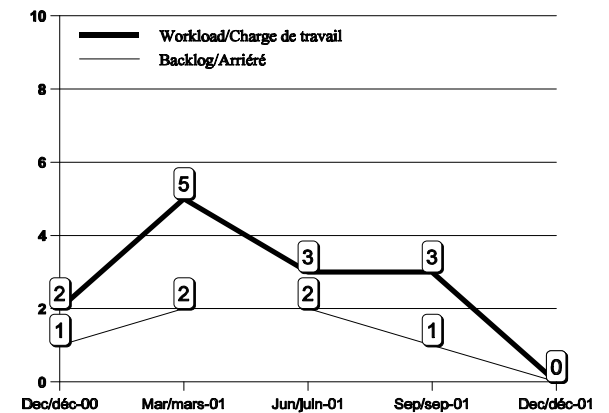 10
Workload/Charge de travail
Backlog/Arriéré
8
6
5
4
3 3
2 2 2
2
1 1
0 0
Dec/déc-00 Mar/mars-01 Jun/juin-01 Sep/sep-01 Dec/déc-01